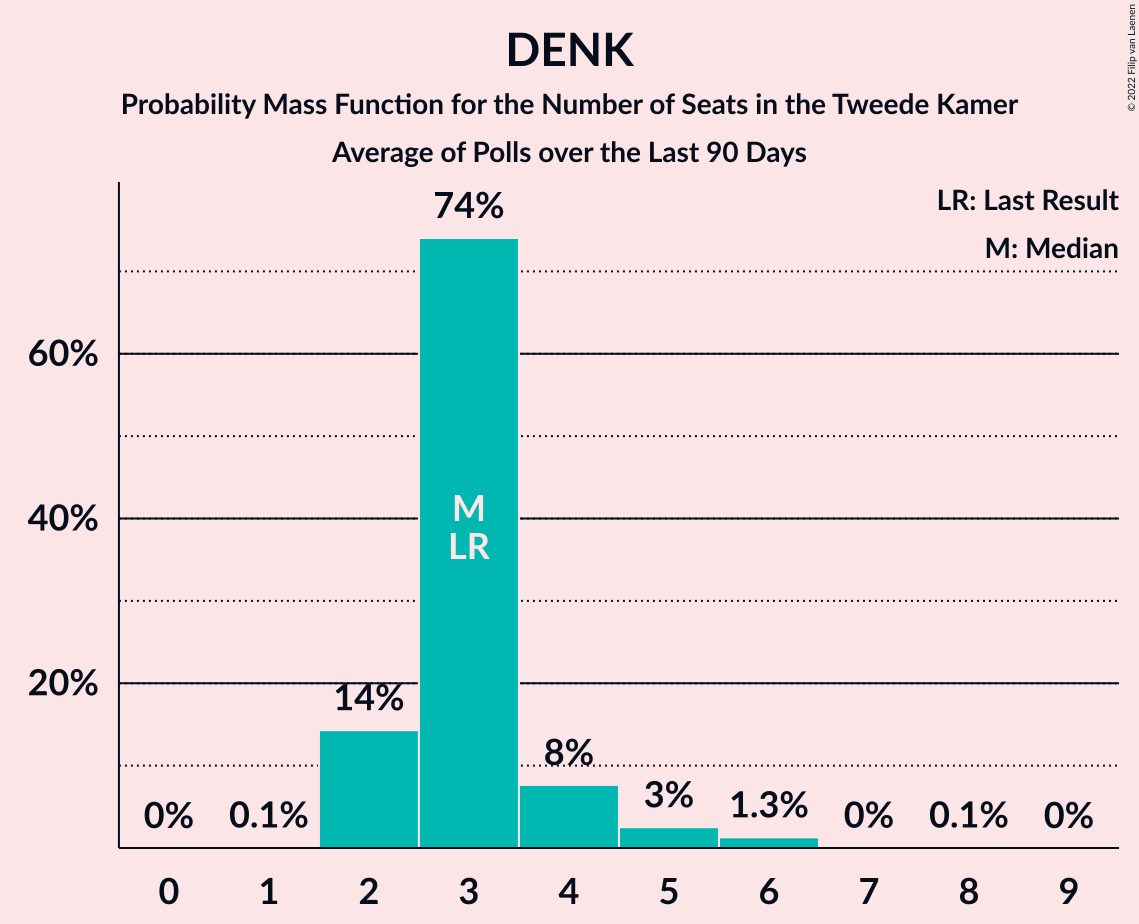 DENK
Probability Mass Function for the Number of Seats in the Tweede Kamer
Average of Polls over the Last 90 Days
© 2022 Filip van Laenen
LR: Last Result
M: Median
74%
60%
40%
20%
M
LR
14%
8%
3%
1.3%
0%
0.1%
0%
0.1%
0%
0 1 2 3 4 5 6 7 8 9